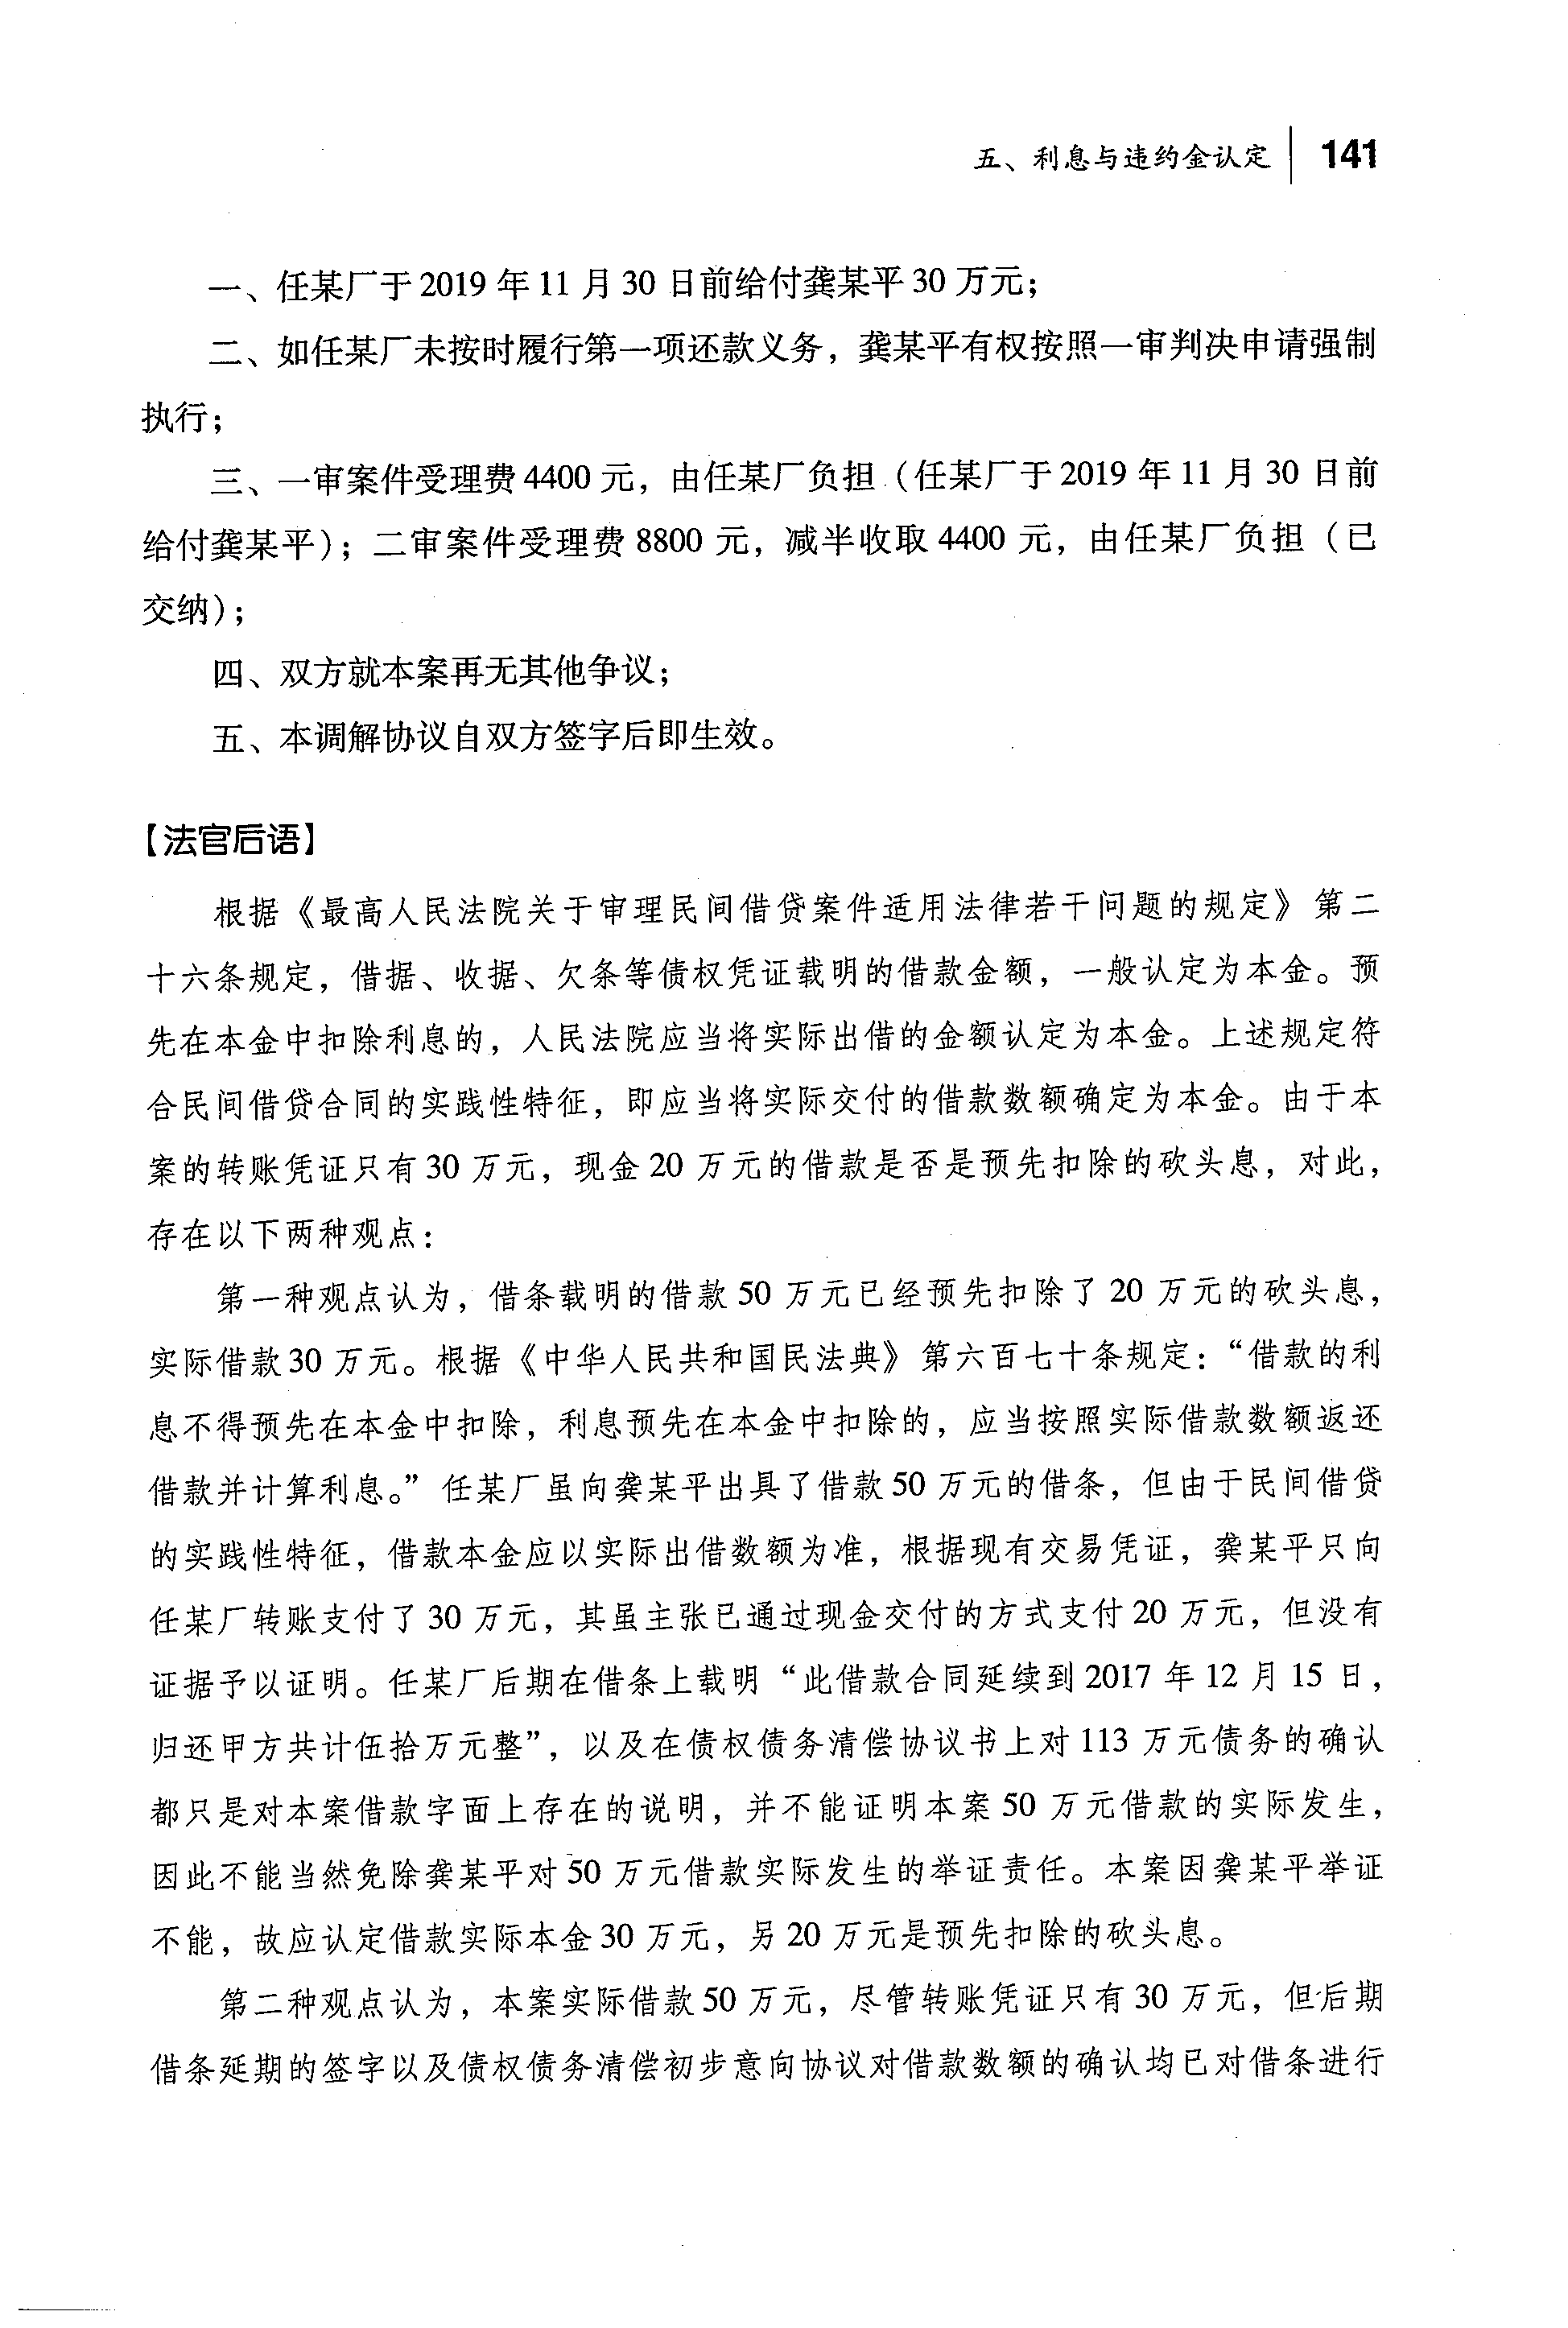 五、利息与违约金认定 141
一、任某厂于2019年11月30日前给付龚某平30万元；
二、如任某厂未按时履行第一项还款义务，龚某平有权按照一审判决申请强制
执行；
三、一审案件受理费4400元，由任某厂负担（任某厂于2019年11月30日前
给付龚某平）；二审案件受理费8800元，减半收取4400元，由任某厂负担（已
交纳）；
四、双方就本案再无其他争议；
五、本调解协议自双方签字后即生效。
【法官后语】
根据《最高人民法院关于审理民间借贷案件适用法律若干问题的规定》第二
十六条规定，借据、收据、欠条等债权凭证载明的借款金额，一般认定为本金。预
先在本金中扣除利息的，人民法院应当将实际出借的金额认定为本金。上述规定符
合民间借贷合同的实践性特征，即应当将实际交付的借款数额确定为本金。由于本
案的转账凭证只有30万元，现金20万元的借款是否是预先扣除的砍头息，对此，
存在以下两种观点：
第一种观点认为，借条载明的借款50万元已经预先扣除了20万元的砍头息，
实际借款30万元。根据《中华人民共和国民法典》第六百七十条规定：“借款的利
息不得预先在本金中扣除，利息预先在本金中扣除的，应当按照实际借款数额返还
借款并计算利息。”任某厂虽向龚某平出具了借款50万元的借条，但由于民间借贷
的实践性特征，借款本金应以实际出借数额为准，根据现有交易凭证，龚某平只向
任某厂转账支付了30万元，其虽主张已通过现金交付的方式支付20万元，但没有
证据予以证明。任某厂后期在借条上载明“此借款合同延续到2017年12月15日，
归还甲方共计伍拾万元整”，以及在债权债务清偿协议书上对113万元债务的确认
都只是对本案借款字面上存在的说明，并不能证明本案50万元借款的实际发生，
因此不能当然免除龚某平对50万元借款实际发生的举证责任。本案因龚某平举证
不能，故应认定借款实际本金30万元，另20万元是预先扣除的砍头息。
第二种观点认为，本案实际借款50万元，尽管转账凭证只有30万元，但后期
借条延期的签字以及债权债务清偿初步意向协议对借款数额的确认均已对借条进行